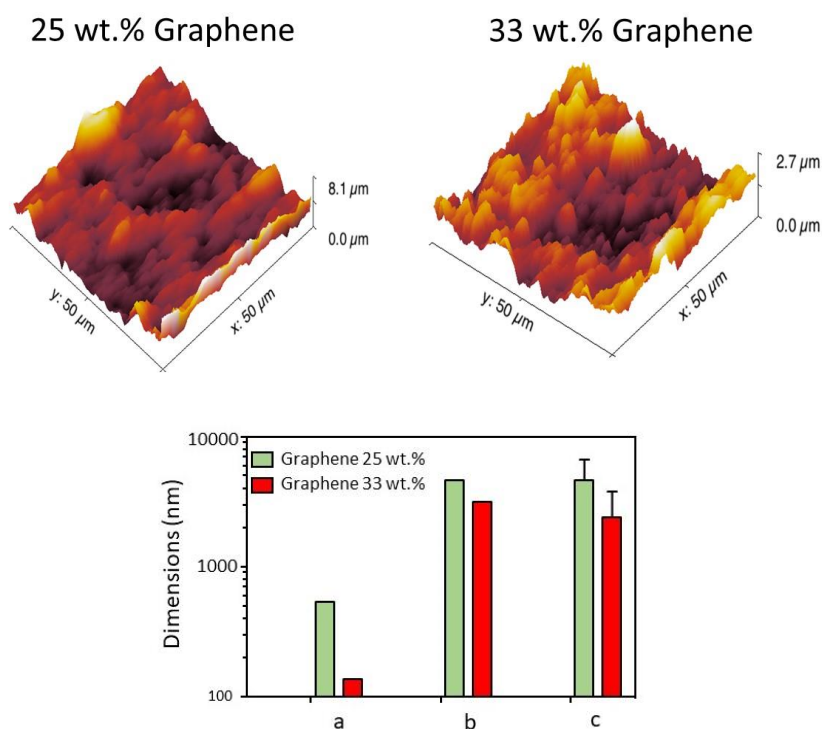 25 wt.% Graphene
33 wt.% Graphene
8.1 µm
0.0 µm
y: 50 µm
x: 50 µm
2.7 µm
0.0 µm
y: 50 µm
x: 50 µm
Dimensions (nm)
10000
1000
100
Graphene 25 wt.%
Graphene 33 wt.%
a
b
c